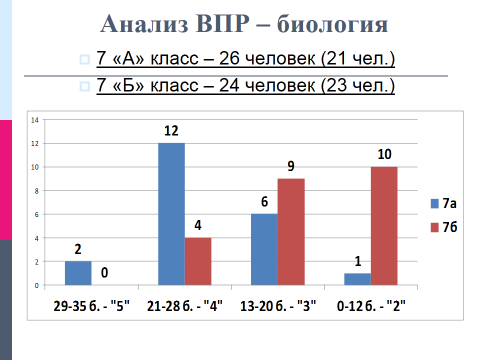 Анализ ВПР – биология
7 «А» класс – 26 человек (21 чел.)
7 «Б» класс – 24 человек (23 чел.)
14
12
10
8
6
4
2
0
2
0
12
4
6
9
1
10
29-35 б. - "5"
21-28 б. - "4"
13-20 б. - "3"
0-12 б. - "2"
7а
7б